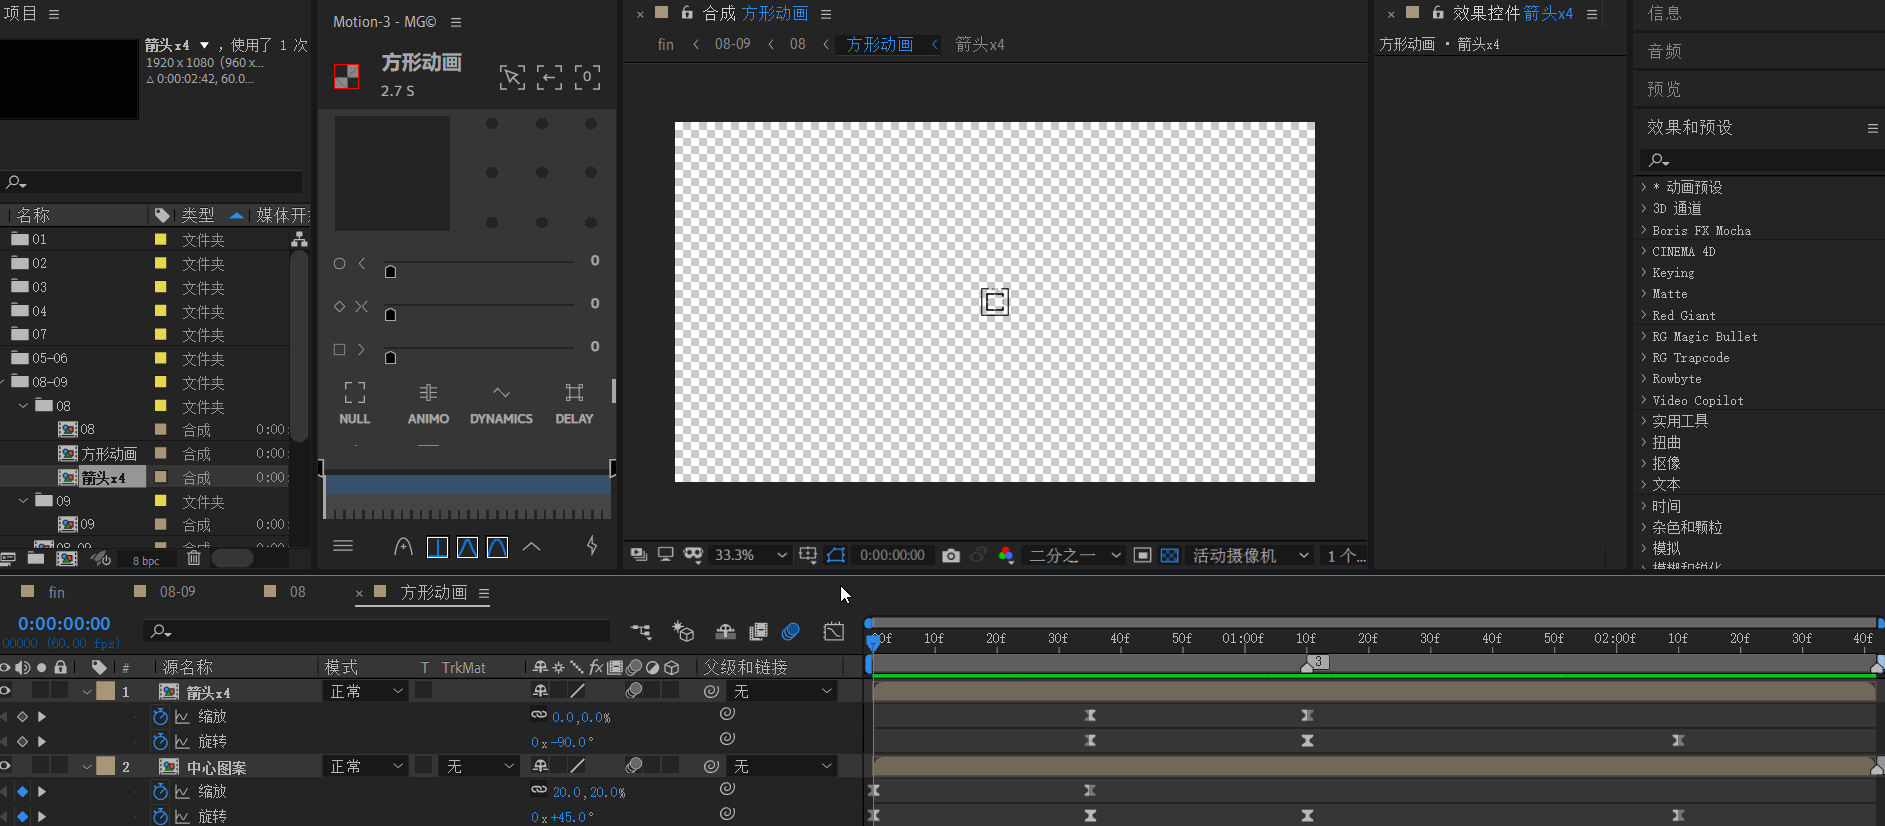 项目
箭头x4 ▼ ，使用了 1 次
1920 x 1080 (960 x...
△ 0:00:02:42, 60.0...
名称 类型 媒体开
01 文件夹
02 文件夹
03 文件夹
04 文件夹
07 文件夹
05-06 文件夹
08-09 文件夹
08 文件夹
08 合成 0:00
方形动画 合成 0:00
箭头x4 合成 0:00
09 文件夹
09 合成 0:00
8 bpc
Motion-3 - MG©
方形动画
2.7 S
0
0
0
0
NULL ANIMO DYNAMICS DELAY
× 合成 方形动画
fin < 08-09 < 08 < 方形动画 < 箭头x4
33.3% 0:00:00:00 二分之一 活动摄像机 1 个...
× 效果控件 箭头x4
方形动画 • 箭头x4
信息
音频
预览
效果和预设
* 动画预设
3D 通道
Boris FX Mocha
CINEMA 4D
Keying
Matte
Red Giant
RG Magic Bullet
RG Trapcode
Rowbyte
Video Copilot
实用工具
扭曲
抠像
文本
时间
杂色和颗粒
模拟
模糊和锐化
fin 08-09 08 × 方形动画
0:00:00:00
00000 (60.00 fps)
00f 10f 20f 30f 40f 50f 01:00f 10f 20f 30f 40f 50f 02:00f 10f 20f 30f 40f
3
# 源名称 模式 T TrkMat 父级和链接
1 箭头x4 正常 无
缩放 0.0,0.0%
旋转 0x-90.0°
2 中心图案 正常 无 无
缩放 20.0,20.0%
旋转 0x+45.0°